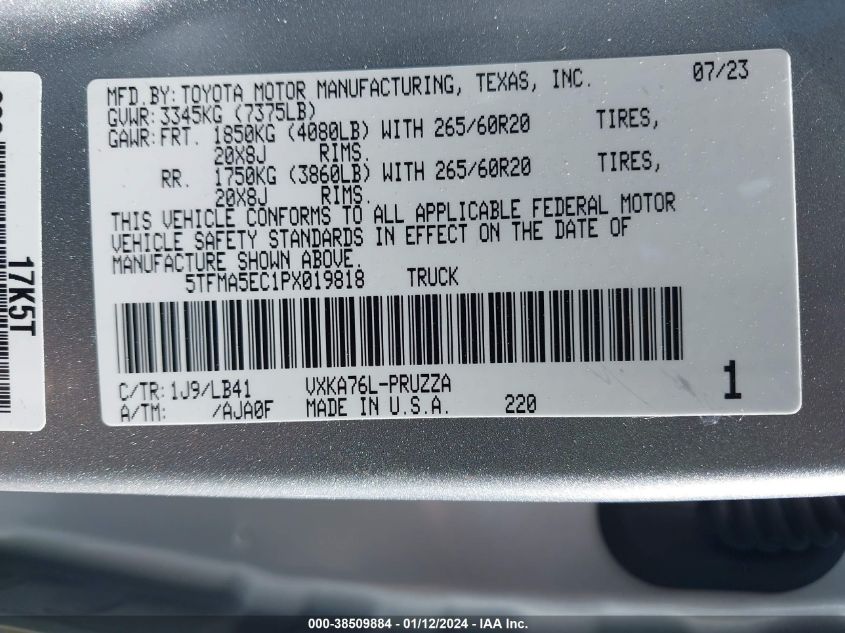 MFD.BY:TOYOTA MOTOR MANUFACTURING, TEXAS, INC. 07/23
GVWR:3345KG (7375LB)
GAWR:FRT. 1850KG (4080LB) WITH 265/60R20 TIRES,
20X8J RIMS.
RR. 1750KG (3860LB) WITH 265/60R20 TIRES,
20X8J RIMS.
THIS VEHICLE CONFORMS TO ALL APPLICABLE FEDERAL MOTOR
VEHICLE SAFETY STANDARDS IN EFFECT ON THE DATE OF
MANUFACTURE SHOWN ABOVE.
5TFMA5EC1PX019818 TRUCK
C/TR:1J9/LB41 VXKA76L-PRUZZA
A/TM: /AJA0F MADE IN U.S.A. 220
1
17K5T
000-38509884 - 01/12/2024 - IAA Inc.